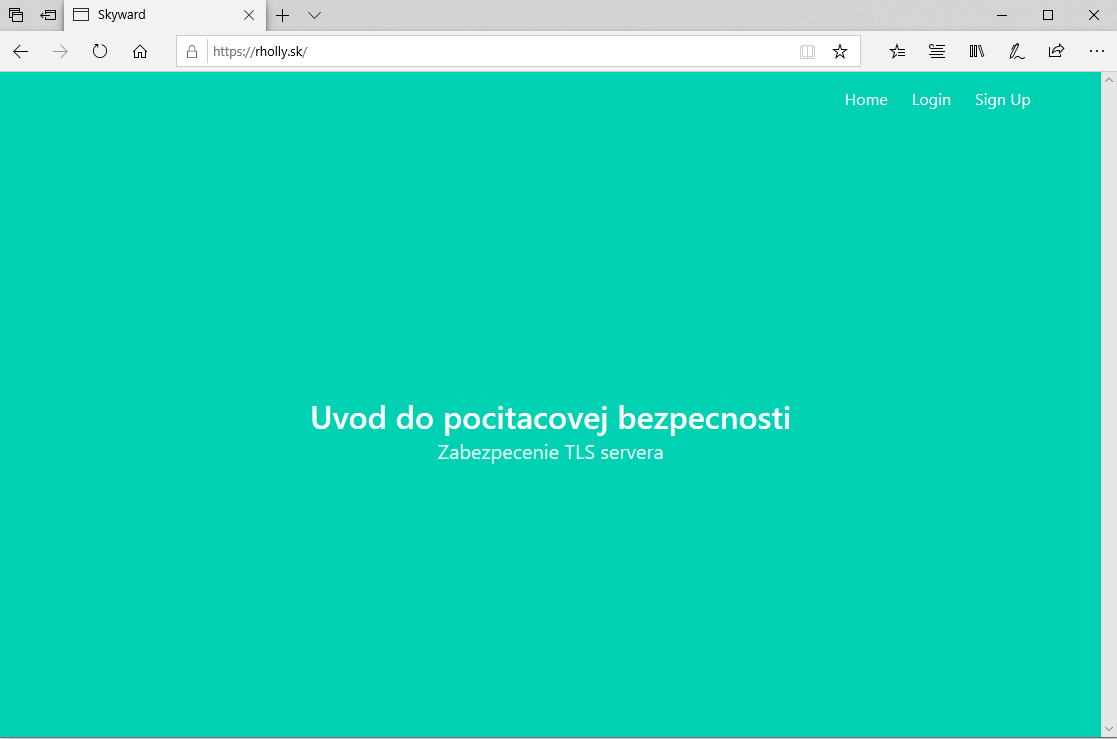 Skyward
https://rholly.sk/
Home Login Sign Up
Uvod do pocitacovej bezpecnosti
Zabezpecenie TLS servera